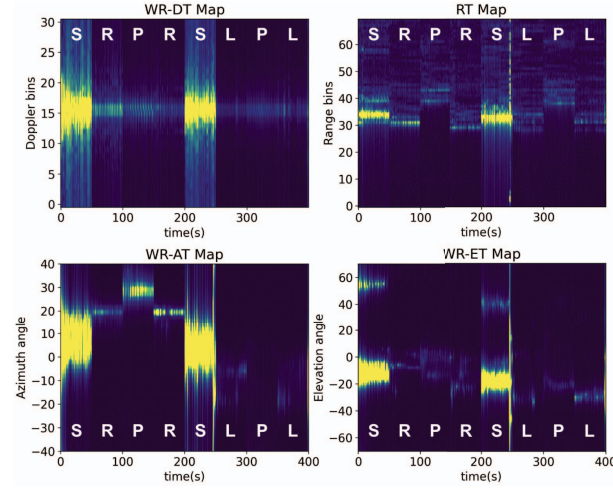 WR-DT Map
S R P R S L P L
Doppler bins
30
25
20
15
10
5
0
0 100 200 300
time(s)
RT Map
S R P R S L P L
Range bins
60
50
40
30
20
10
0
0 100 200 300 400
time(s)
WR-AT Map
Azimuth angle
40
30
20
10
0
−10
−20
−30
−40
S R P R S L P L
0 100 200 300 400
time(s)
WR-ET Map
Elevation angle
60
40
20
0
−20
−40
−60
S R P R S L P L
0 100 200 300 400
time(s)